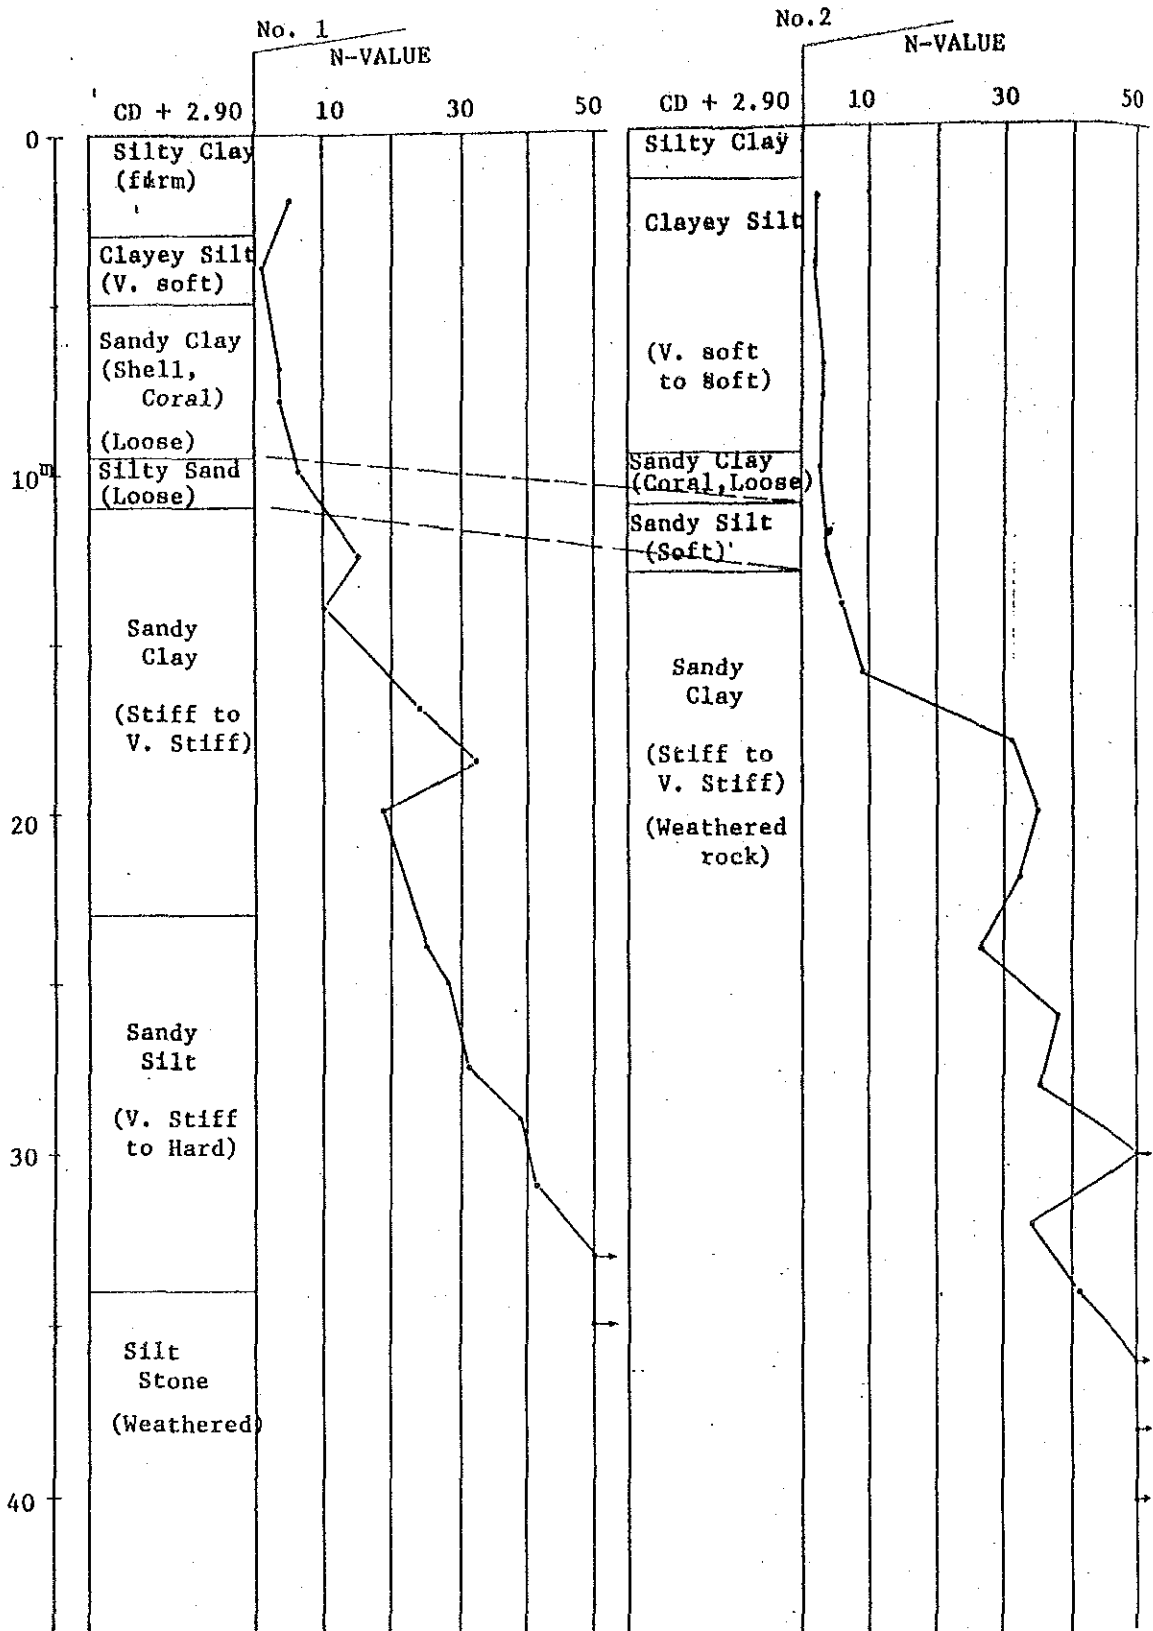 No. 1
N-VALUE
CD + 2.90
10
30
50
Silty Clay
(firm)
Clayey Silt
(V. soft)
Sandy Clay
(Shell,
Coral)
(Loose)
Silty Sand
(Loose)
Sandy
Clay
(Stiff to
V. Stiff)
Sandy
Silt
(V. Stiff
to Hard)
Silt
Stone
(Weathered)
0
10m
20
30
40
No.2
N-VALUE
CD + 2.90
10
30
50
Silty Clay
Clayey Silt
(V. soft
to Soft)
Sandy Clay
(Coral,Loose)
Sandy Silt
(Soft)
Sandy
Clay
(Stiff to
V. Stiff)
(Weathered
rock)